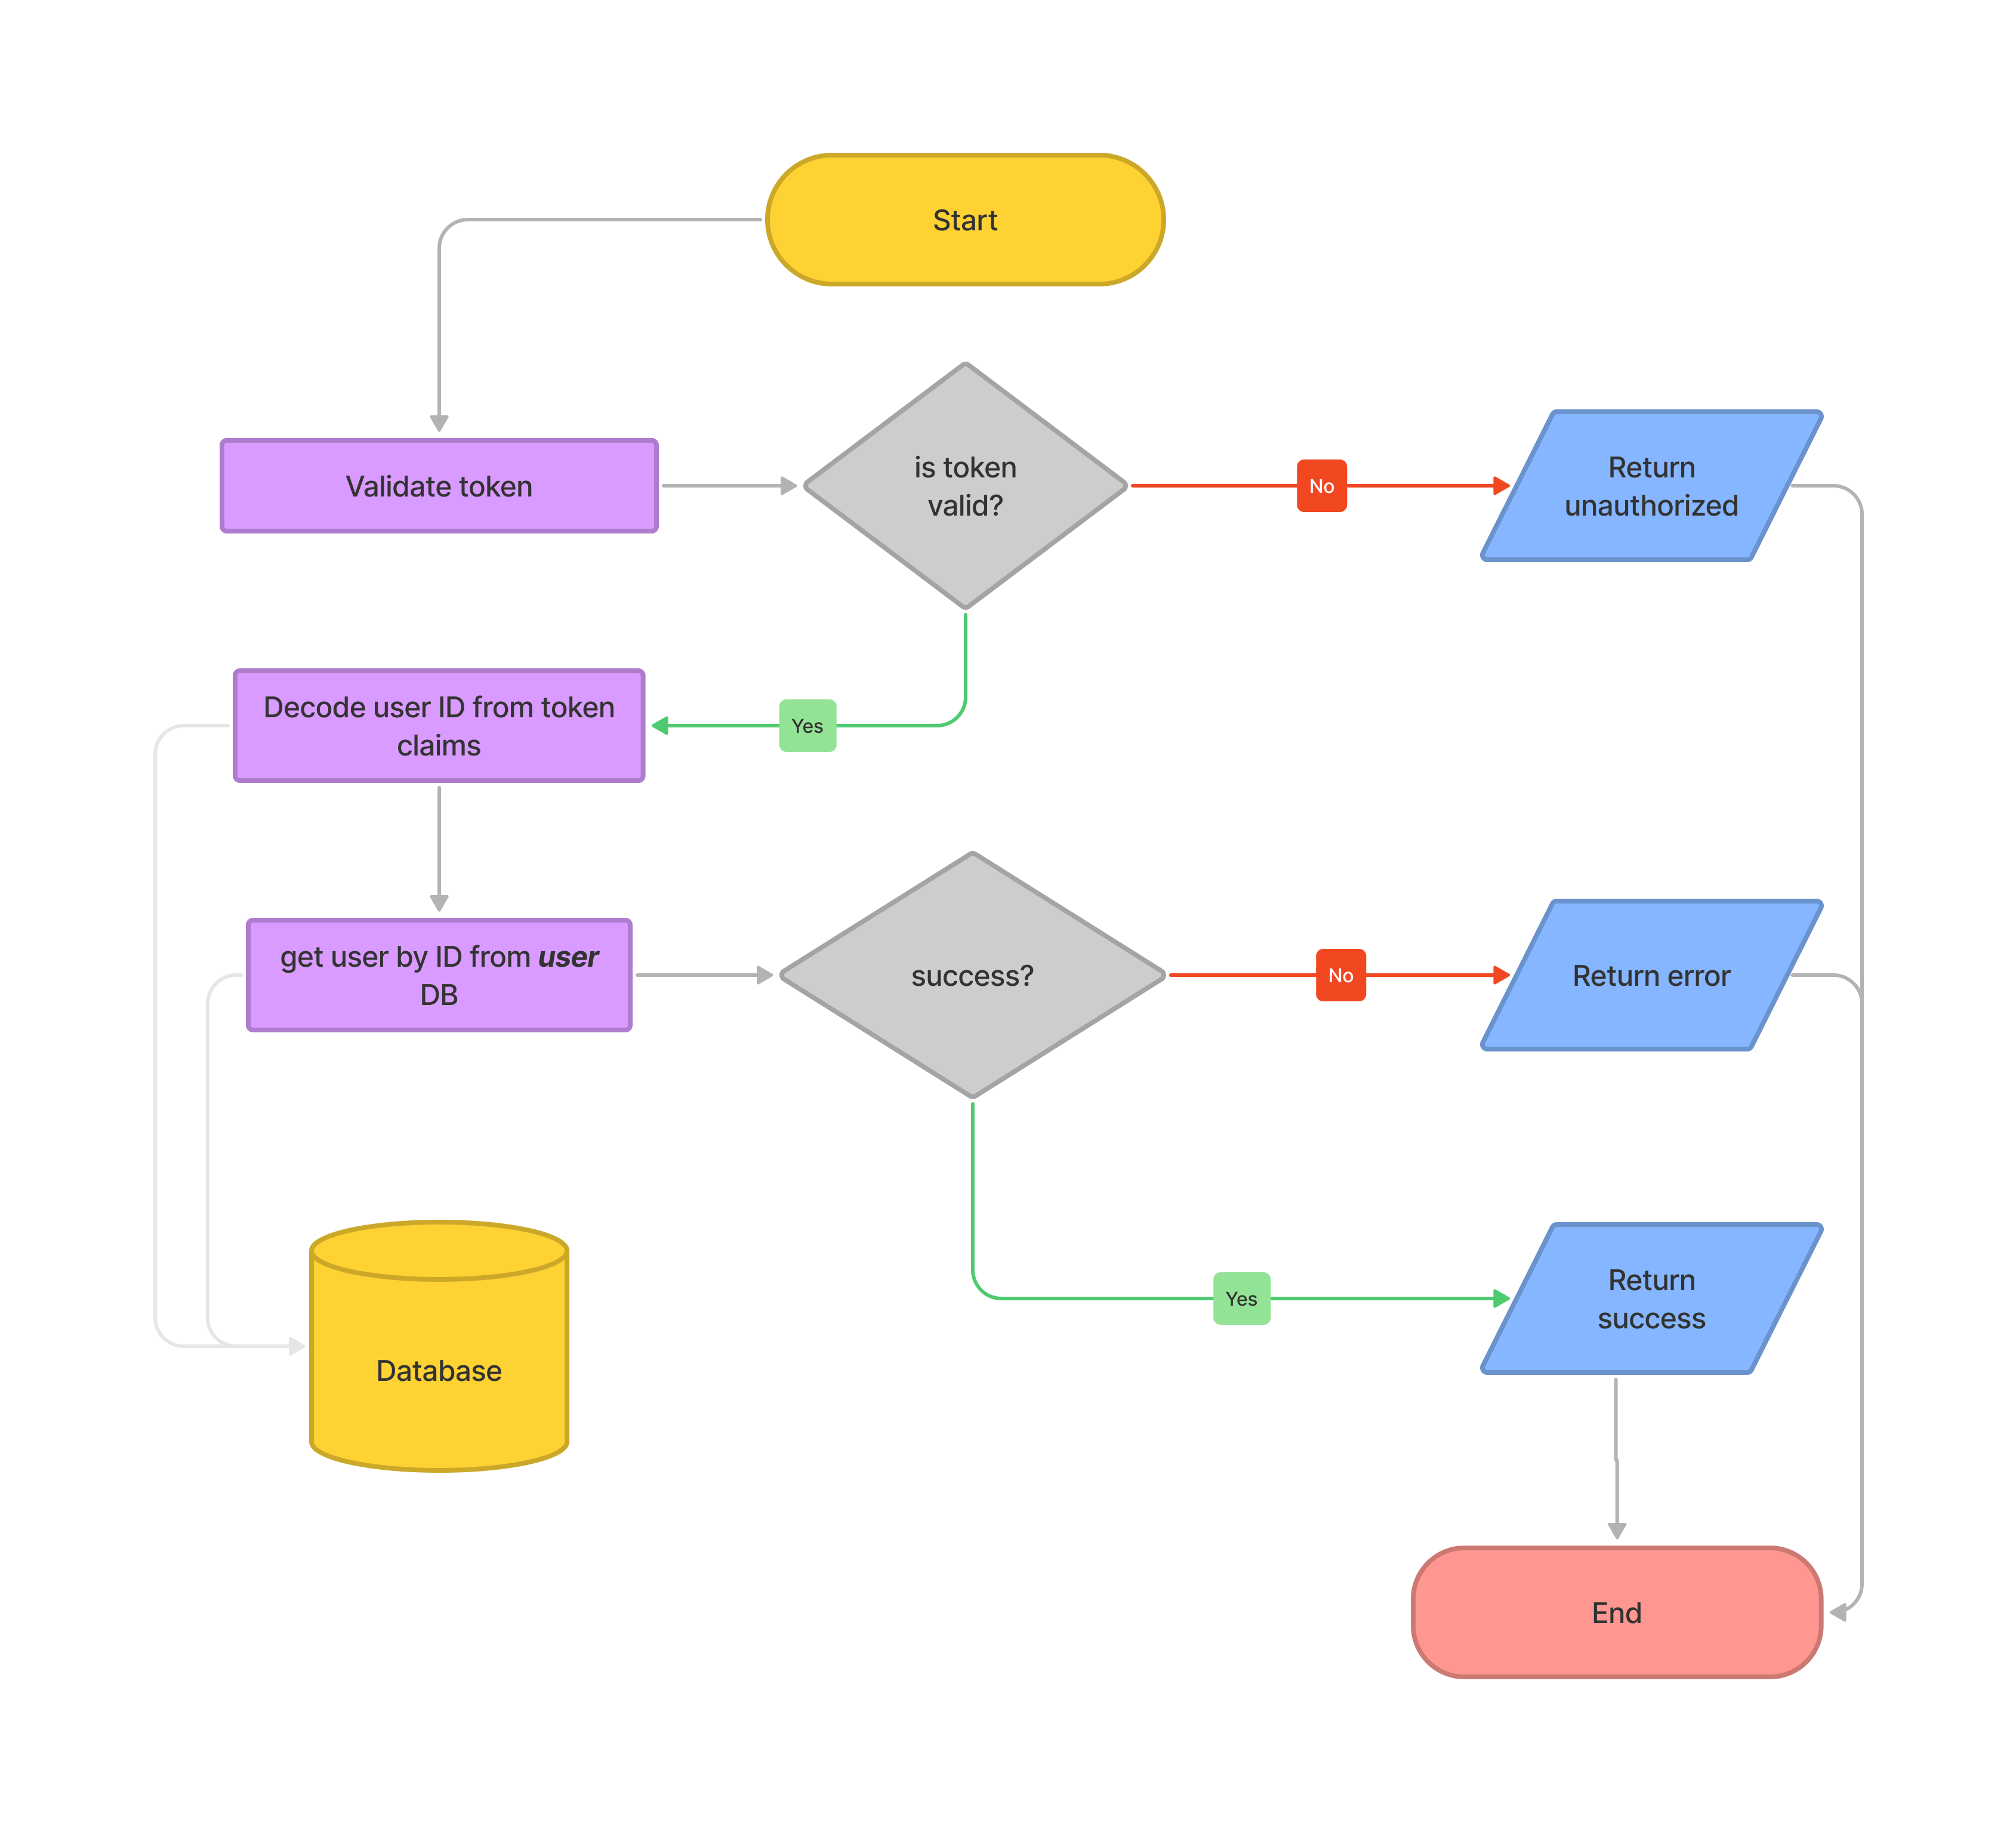 Start
Validate token
is token
valid?
No
Return
unauthorized
Yes
Decode user ID from token
claims
get user by ID from user
DB
success?
No
Return error
Yes
Return
success
Database
End